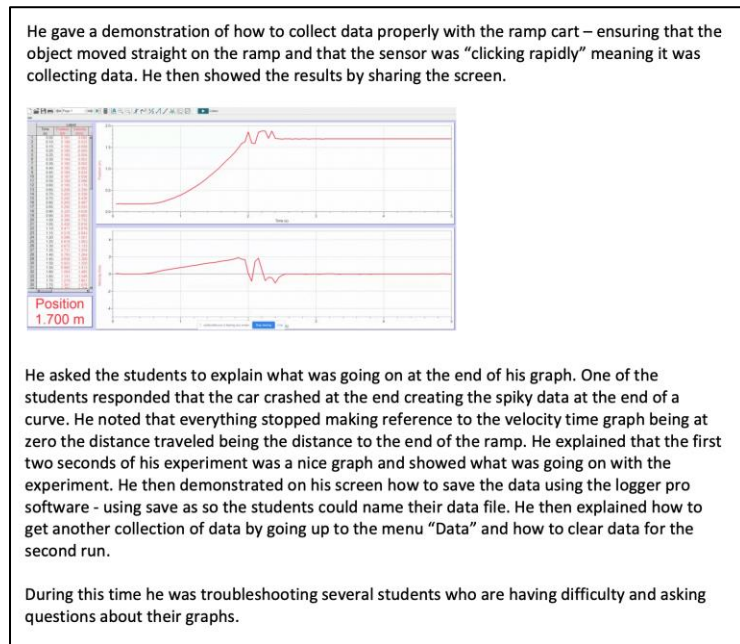 He gave a demonstration of how to collect data properly with the ramp cart – ensuring that the
object moved straight on the ramp and that the sensor was “clicking rapidly” meaning it was
collecting data. He then showed the results by sharing the screen.
Position
1.700 m
He asked the students to explain what was going on at the end of his graph. One of the
students responded that the car crashed at the end creating the spiky data at the end of a
curve. He noted that everything stopped making reference to the velocity time graph being at
zero the distance traveled being the distance to the end of the ramp. He explained that the first
two seconds of his experiment was a nice graph and showed what was going on with the
experiment. He then demonstrated on his screen how to save the data using the logger pro
software - using save as so the students could name their data file. He then explained how to
get another collection of data by going up to the menu “Data” and how to clear data for the
second run.
During this time he was troubleshooting several students who are having difficulty and asking
questions about their graphs.